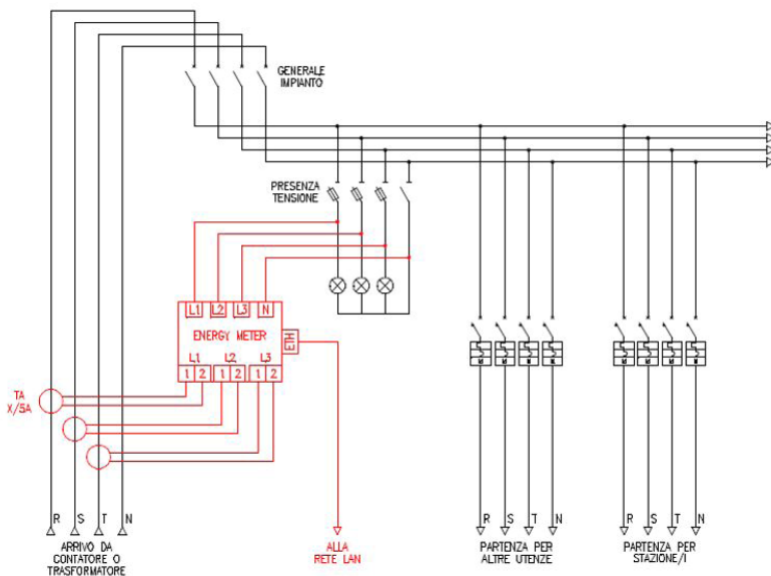 GENERALE
IMPIANTO
PRESENZA
TENSIONE
L1 L2 L3 N
ENERGY METER
ETH
L1 L2 L3
1 2 1 2 1 2
TA
X/5A
R S T N
ARRIVO DA
CONTATORE O
TRASFORMATORE
ALLA
RETE LAN
R S T N
PARTENZA PER
ALTRE UTENZE
R S T N
PARTENZA PER
STAZIONE/I